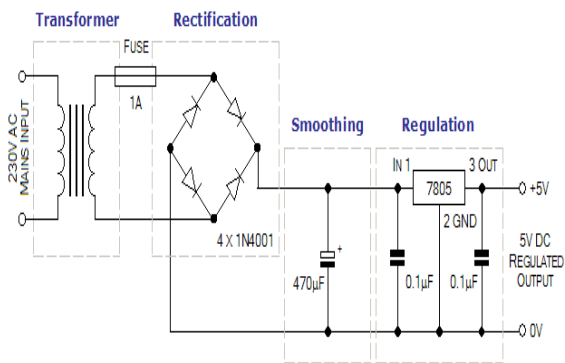 Transformer
Rectification
FUSE
1A
230V AC
MAINS INPUT
4 X 1N4001
Smoothing
Regulation
IN 1
3 OUT
7805
2 GND
+5V
+
470µF
0.1µF
0.1µF
5V DC
REGULATED
OUTPUT
0V